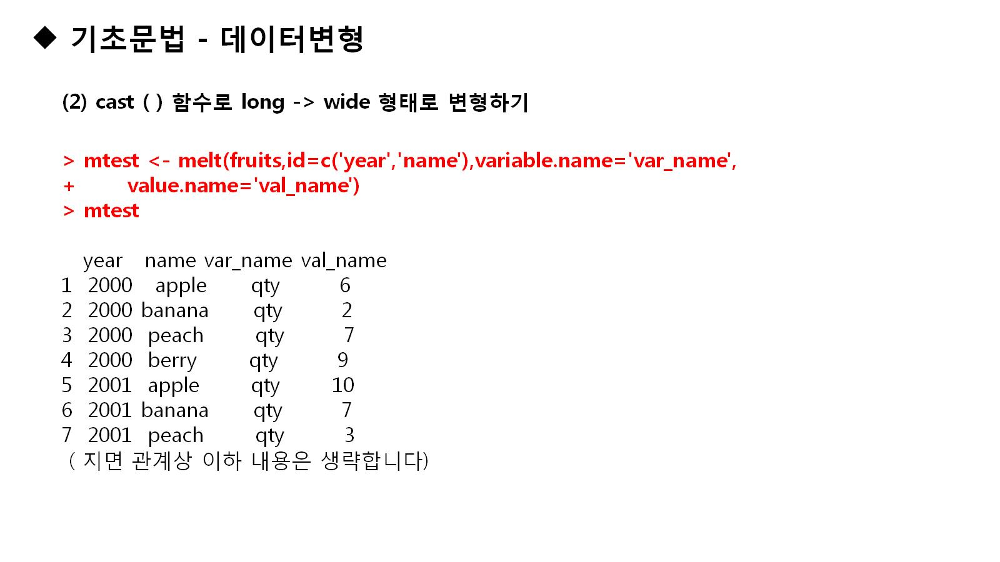 ◆ 기초문법 - 데이터변형
(2) cast ( ) 함수로 long -> wide 형태로 변형하기
> mtest <- melt(fruits,id=c('year','name'),variable.name='var_name',
+ value.name='val_name')
> mtest
year name var_name val_name
1 2000 apple qty 6
2 2000 banana qty 2
3 2000 peach qty 7
4 2000 berry qty 9
5 2001 apple qty 10
6 2001 banana qty 7
7 2001 peach qty 3
( 지면 관계상 이하 내용은 생략합니다)